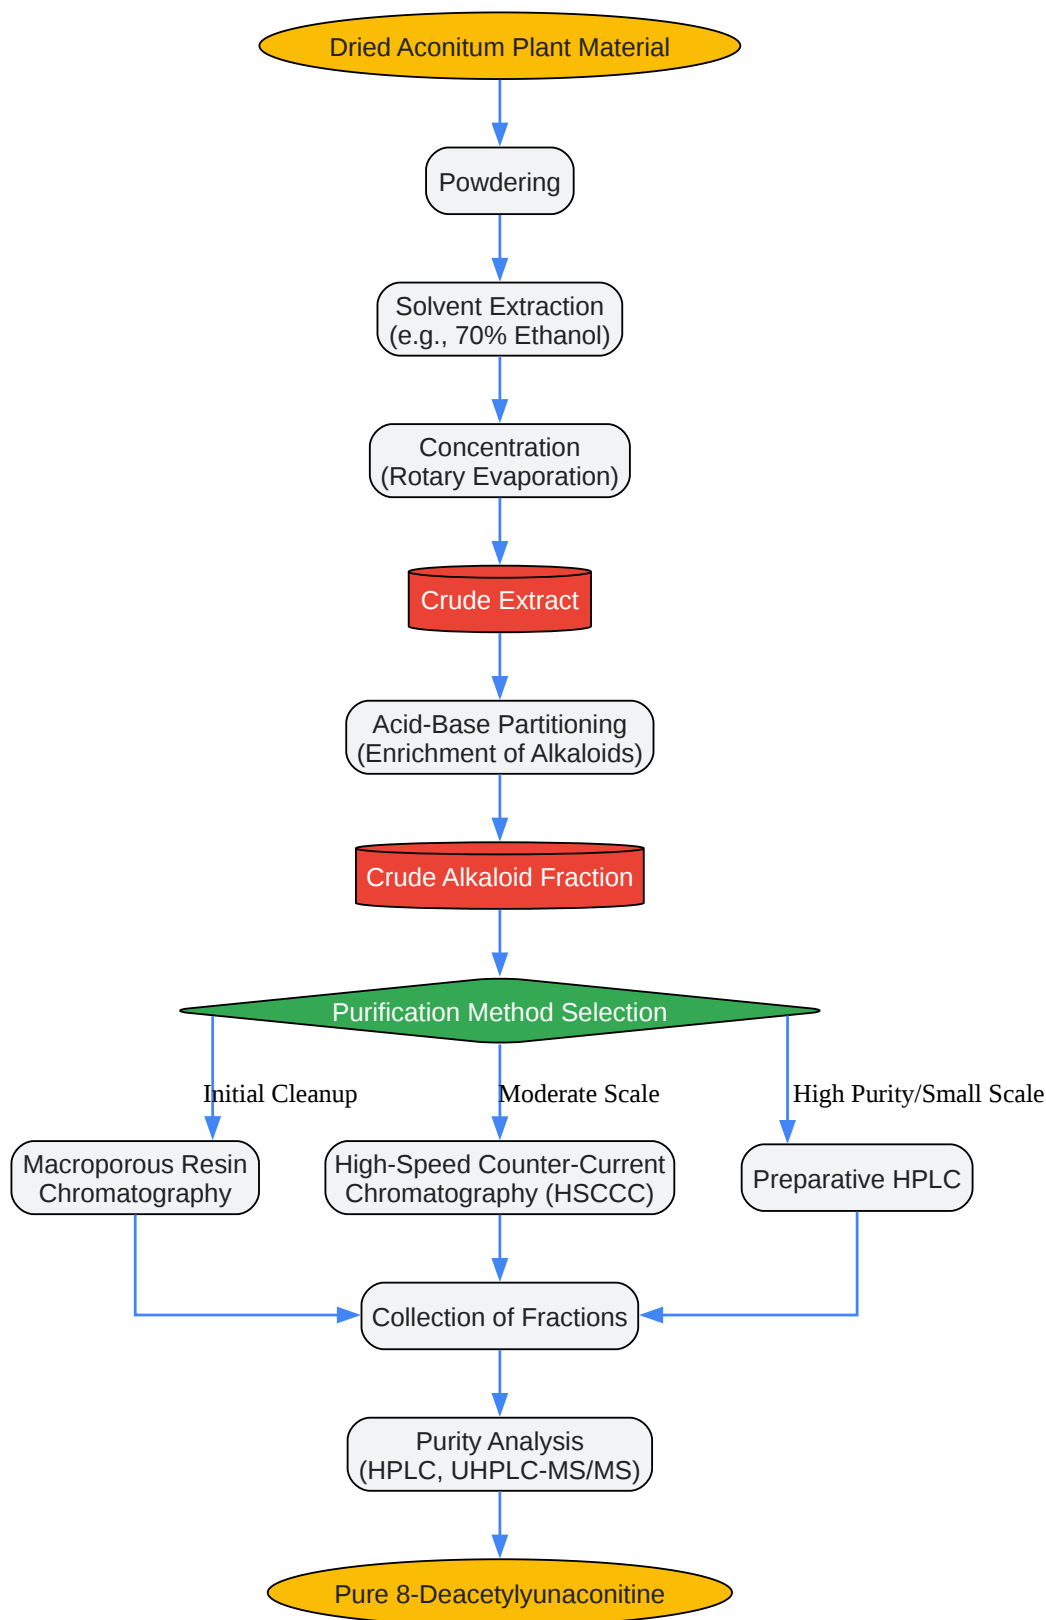 Dried Aconitum Plant Material
Powdering
Solvent Extraction
(e.g., 70% Ethanol)
Concentration
(Rotary Evaporation)
Crude Extract
Acid-Base Partitioning
(Enrichment of Alkaloids)
Crude Alkaloid Fraction
Purification Method Selection
Initial Cleanup
Moderate Scale
High Purity/Small Scale
Macroporous Resin
Chromatography
High-Speed Counter-Current
Chromatography (HSCCC)
Preparative HPLC
Collection of Fractions
Purity Analysis
(HPLC, UHPLC-MS/MS)
Pure 8-Deacetylyunaconitine